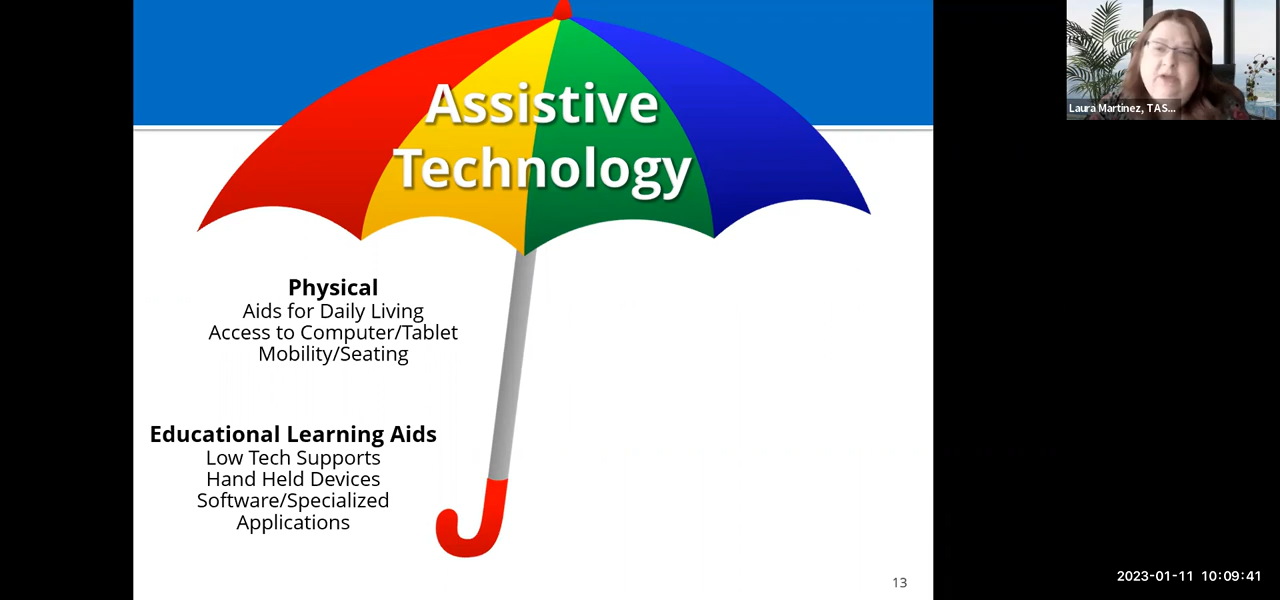 Assistive
Technology
Physical
Aids for Daily Living
Access to Computer/Tablet
Mobility/Seating
Educational Learning Aids
Low Tech Supports
Hand Held Devices
Software/Specialized
Applications
13
Laura Martinez, TAS...
2023-01-11 10:09:41